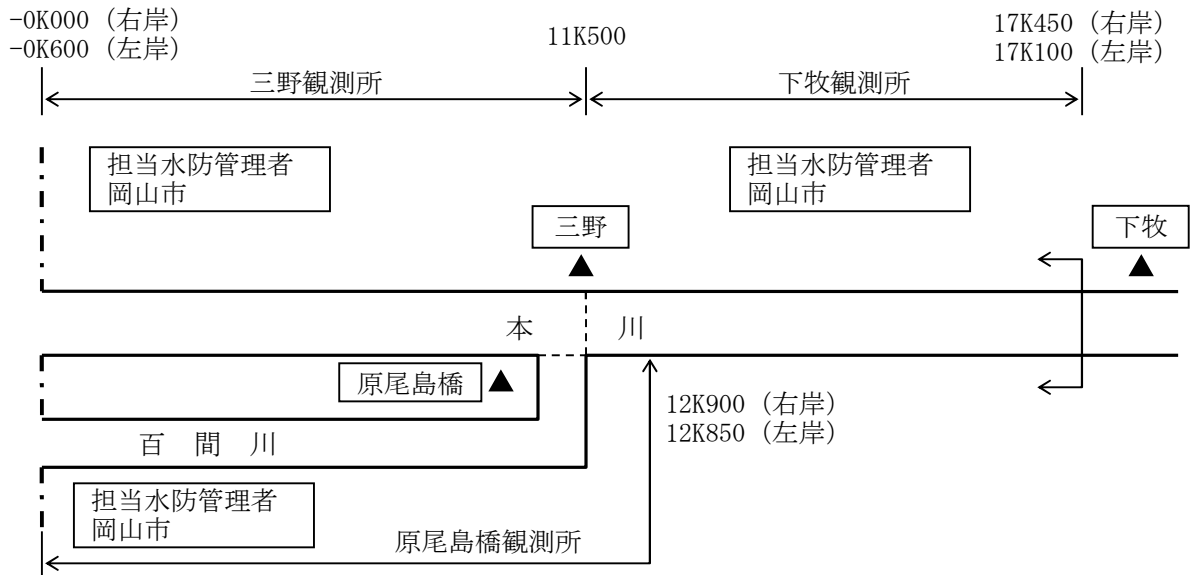 -0K000 (右岸)
-0K600 (左岸)
11K500
17K450 (右岸)
17K100 (左岸)
三野観測所
下牧観測所
担当水防管理者
岡山市
担当水防管理者
岡山市
三野
下牧
本 川
原尾島橋
12K900 (右岸)
12K850 (左岸)
百 間 川
担当水防管理者
岡山市
原尾島橋観測所